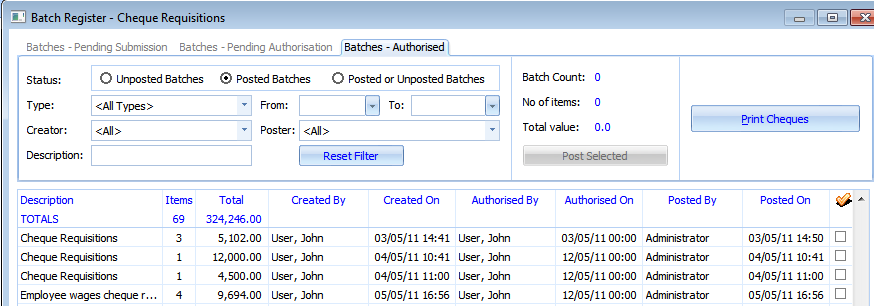 Batch Register - Cheque Requisitions
Batches - Pending Submission Batches - Pending Authorisation Batches - Authorised
Status: Unposted Batches Posted Batches Posted or Unposted Batches
Type: <All Types> From: To:
Creator: <All> Poster: <All>
Description: Reset Filter
Batch Count: 0
No of items: 0
Total value: 0.0
Post Selected
Print Cheques
Description Items Total Created By Created On Authorised By Authorised On Posted By Posted On
TOTALS 69 324,246.00
Cheque Requisitions 3 5,102.00 User, John 03/05/11 14:41 User, John 03/05/11 00:00 Administrator 03/05/11 14:50
Cheque Requisitions 1 12,000.00 User, John 04/05/11 10:41 User, John 12/05/11 00:00 Administrator 04/05/11 10:41
Cheque Requisitions 1 4,500.00 User, John 04/05/11 11:00 User, John 12/05/11 00:00 Administrator 04/05/11 11:00
Employee wages cheque r... 4 9,694.00 User, John 05/05/11 16:56 User, John 12/05/11 00:00 Administrator 05/05/11 16:56